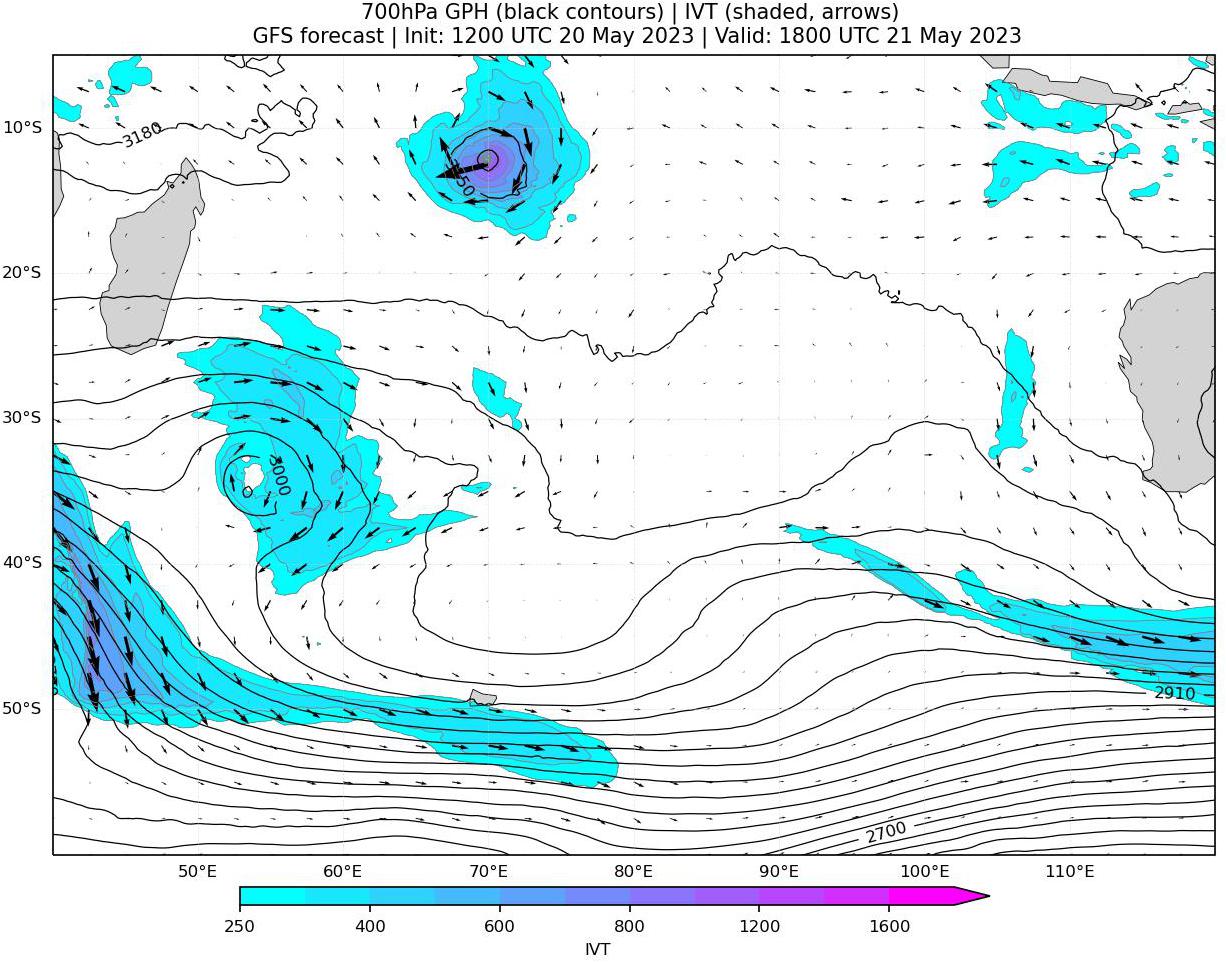 700hPa GPH (black contours) | IVT (shaded, arrows)
GFS forecast | Init: 1200 UTC 20 May 2023 | Valid: 1800 UTC 21 May 2023
3180
10°S
20°S
30°S
3000
40°S
2910
50°S
2700
50°E 60°E 70°E 80°E 90°E 100°E 110°E
250 400 600 800 1200 1600
IVT